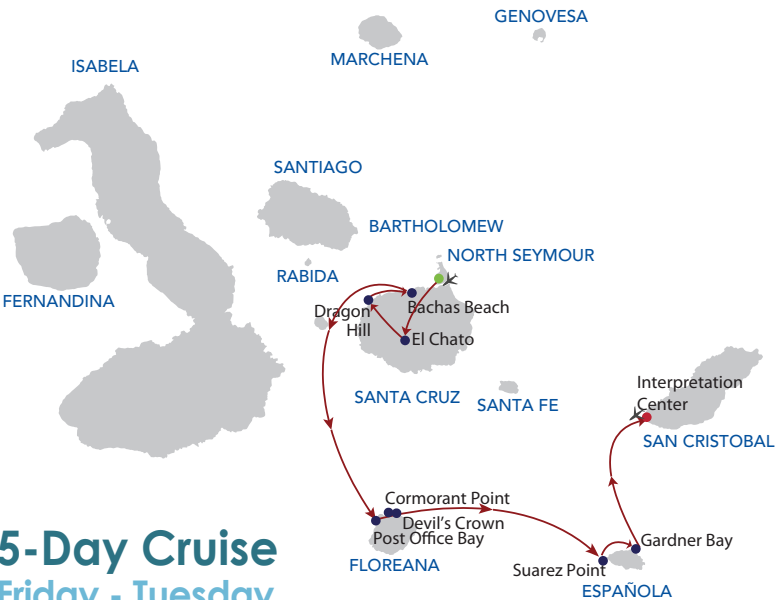 GENOVESA
MARCHENA
ISABELA
SANTIAGO
BARTHOLOMEW
NORTH SEYMOUR
RABIDA
FERNANDINA
Dragon
Hill
Bachas Beach
El Chato
SANTA CRUZ
SANTA FE
Interpretation
Center
SAN CRISTOBAL
Cormorant Point
Devil's Crown
Post Office Bay
FLOREANA
Gardner Bay
Suarez Point
ESPAÑOLA
5-Day Cruise
Friday - Tuesday